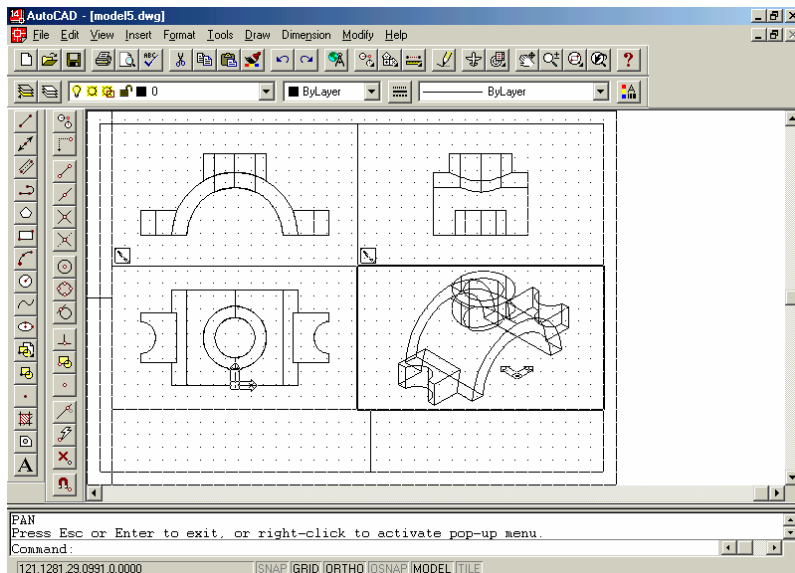 AutoCAD - [model5.dwg]
File Edit View Insert Format Tools Draw Dimension Modify Help
ABC ?
0 ByLayer ByLayer A
A
PAN
Press Esc or Enter to exit, or right-click to activate pop-up menu.
Command:
121.1281,29.0991,0.0000 SNAP GRID ORTHO OSNAP MODEL TILE